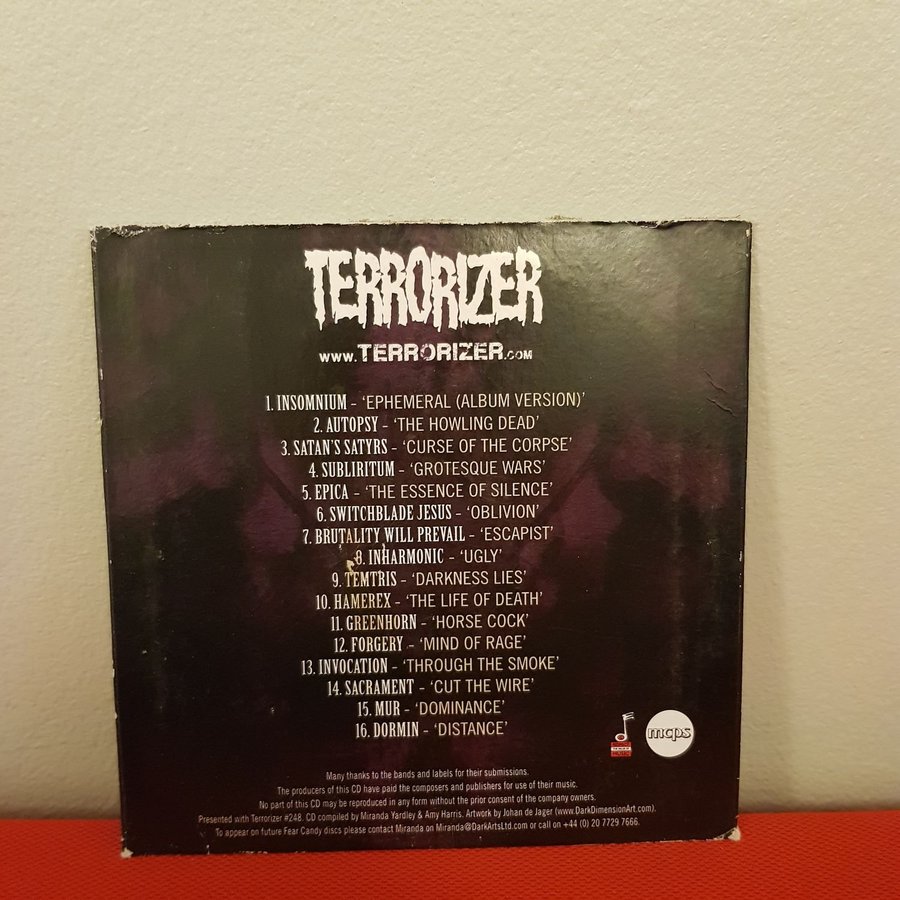 TERRORIZER
www.TERRORIZER.com
1. INSOMNIUM - 'EPHEMERAL (ALBUM VERSION)'
2. AUTOPSY - 'THE HOWLING DEAD'
3. SATAN'S SATYRS - 'CURSE OF THE CORPSE'
4. SUBLIRITUM - 'GROTESQUE WARS'
5. EPICA - 'THE ESSENCE OF SILENCE'
6. SWITCHBLADE JESUS - 'OBLIVION'
7. BRUTALITY WILL PREVAIL - 'ESCAPIST'
8. INHARMONIC - 'UGLY'
9. TEMTRIS - 'DARKNESS LIES'
10. HAMEREX - 'THE LIFE OF DEATH'
11. GREENHORN - 'HORSE COCK'
12. FORGERY - 'MIND OF RAGE'
13. INVOCATION - 'THROUGH THE SMOKE'
14. SACRAMENT - 'CUT THE WIRE'
15. MUR - 'DOMINANCE'
16. DORMIN - 'DISTANCE'
mcps
Many thanks to the bands and labels for their submissions.
The producers of this CD have paid the composers and publishers for use of their music.
No part of this CD may be reproduced in any form without the prior consent of the company owners.
Presented with Terrorizer #248. CD compiled by Miranda Yardley & Amy Harris. Artwork by Johan de Jager (www.DarkDimensionArt.com).
To appear on future Fear Candy discs please contact Miranda on Miranda@DarkArtsLtd.com or call on +44 (0) 20 7729 7666.